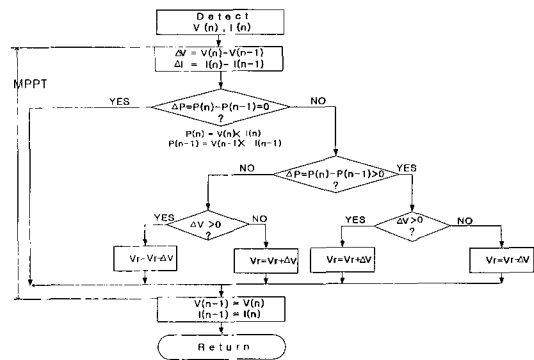 Detect
V(n), I(n)
ΔV = V(n)-V(n-1)
ΔI = I(n)-I(n-1)
MPPT
YES
ΔP=P(n)-P(n-1)=0
?
NO
P(n) = V(n)× I(n)
P(n-1) = V(n-1)× I(n-1)
NO
ΔP=P(n)-P(n-1)>0
?
YES
YES
ΔV >0
?
NO
YES
ΔV>0
?
NO
Vr=Vr-ΔV
Vr=Vr+ΔV
Vr=Vr+ΔV
Vr=Vr-ΔV
V(n-1) = V(n)
I(n-1) = I(n)
Return